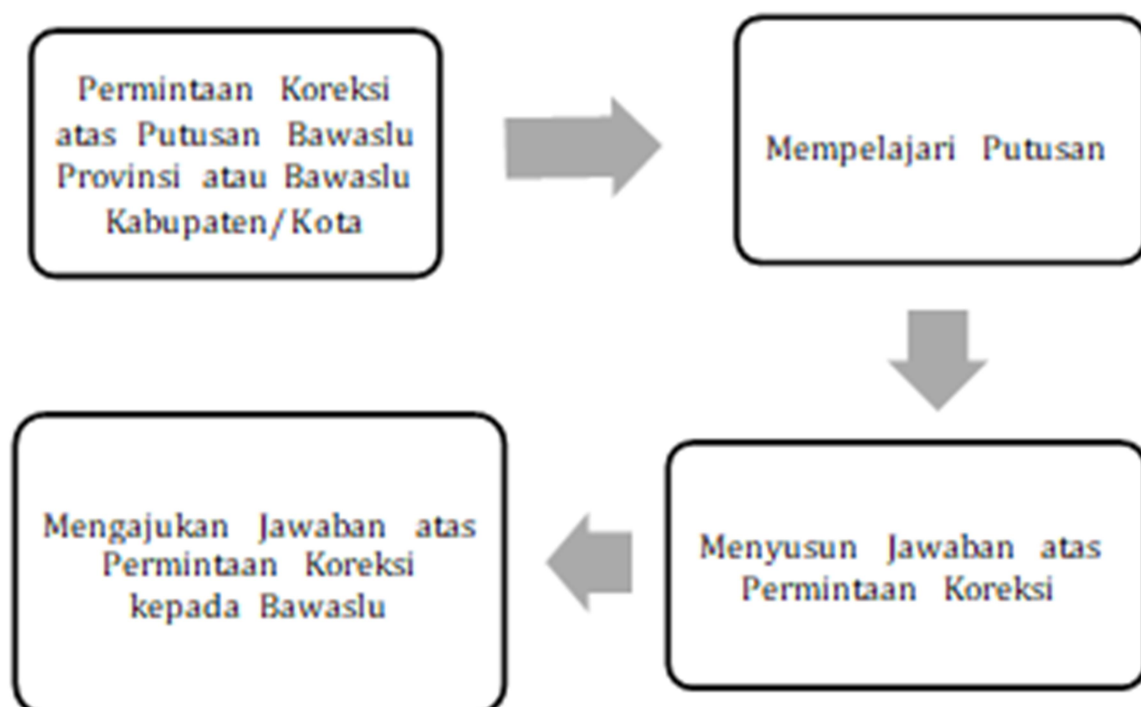 Permintaan Koreksi
atas Putusan Bawaslu
Provinsi atau Bawaslu
Kabupaten/Kota
Mempelajari Putusan
Menyusun Jawaban atas
Permintaan Koreksi
Mengajukan Jawaban atas
Permintaan Koreksi
kepada Bawaslu